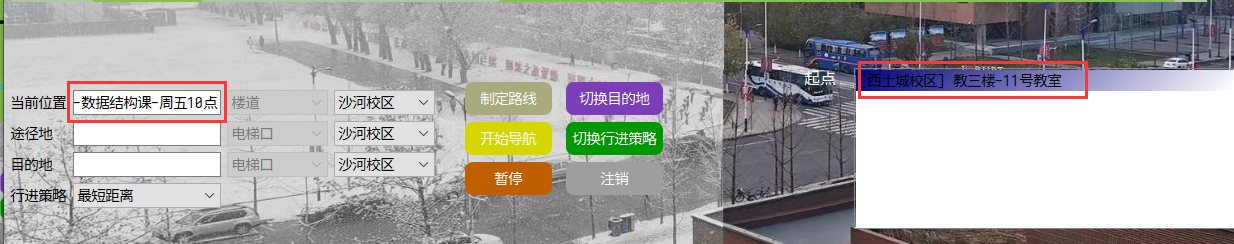 当前位置 -数据结构课-周五10点 楼道 沙河校区 制定路线 切换目的地 起点 西土城校区] 教三楼-11号教室
途径地 电梯口 沙河校区 开始导航 切换行进策略
目的地 电梯口 沙河校区 暂停 注销
行进策略 最短距离